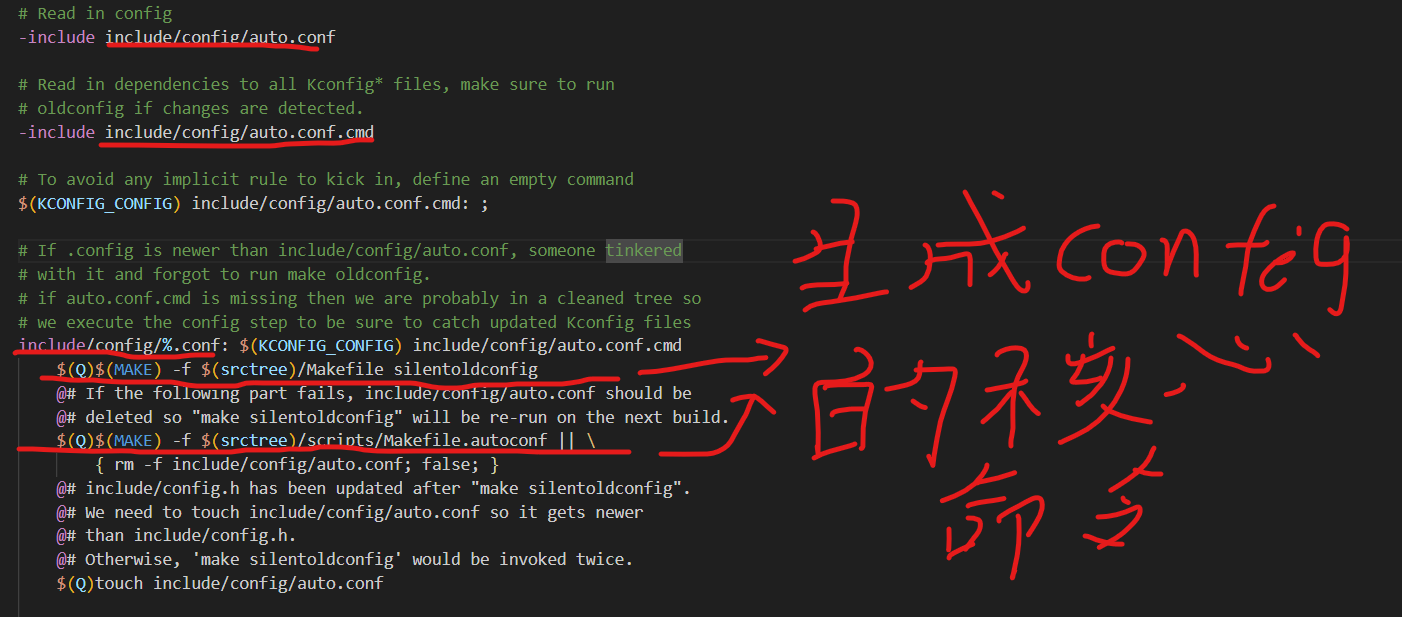 # Read in config
-include include/config/auto.conf
# Read in dependencies to all Kconfig* files, make sure to run
# oldconfig if changes are detected.
-include include/config/auto.conf.cmd
# To avoid any implicit rule to kick in, define an empty command
$(KCONFIG_CONFIG) include/config/auto.conf.cmd: ;
# If .config is newer than include/config/auto.conf, someone tinkered
# with it and forgot to run make oldconfig.
# if auto.conf.cmd is missing then we are probably in a cleaned tree so
# we execute the config step to be sure to catch updated Kconfig files
include/config/%.conf: $(KCONFIG_CONFIG) include/config/auto.conf.cmd
$(Q)$(MAKE) -f $(srctree)/Makefile silentoldconfig
@# If the following part fails, include/config/auto.conf should be
@# deleted so "make silentoldconfig" will be re-run on the next build.
$(Q)$(MAKE) -f $(srctree)/scripts/Makefile.autoconf || \
{ rm -f include/config/auto.conf; false; }
@# include/config.h has been updated after "make silentoldconfig".
@# We need to touch include/config/auto.conf so it gets newer
@# than include/config.h.
@# Otherwise, 'make silentoldconfig' would be invoked twice.
$(Q)touch include/config/auto.conf
生成config
目的核心
命令